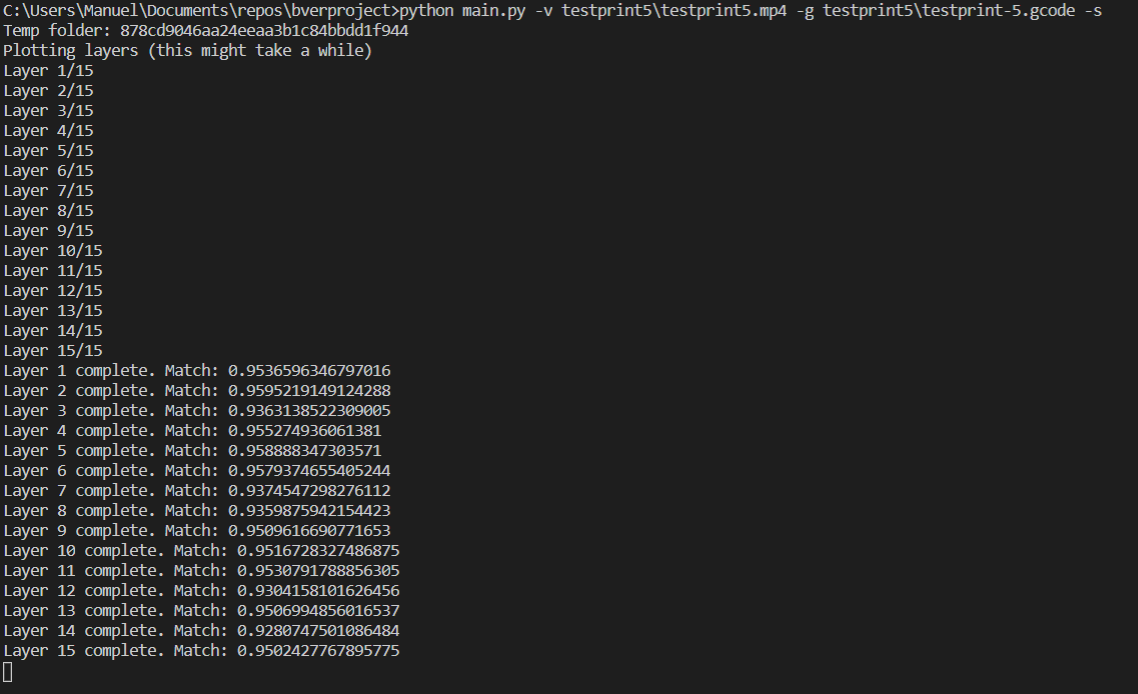 C:\Users\Manuel\Documents\repos\bverproject>python main.py -v testprint5\testprint5.mp4 -g testprint5\testprint-5.gcode -s
Temp folder: 878cd9046aa24eeaa3b1c84bbdd1f944
Plotting layers (this might take a while)
Layer 1/15
Layer 2/15
Layer 3/15
Layer 4/15
Layer 5/15
Layer 6/15
Layer 7/15
Layer 8/15
Layer 9/15
Layer 10/15
Layer 11/15
Layer 12/15
Layer 13/15
Layer 14/15
Layer 15/15
Layer 1 complete. Match: 0.9536596346797016
Layer 2 complete. Match: 0.9595219149124288
Layer 3 complete. Match: 0.9363138522309005
Layer 4 complete. Match: 0.955274936061381
Layer 5 complete. Match: 0.958888347303571
Layer 6 complete. Match: 0.9579374655405244
Layer 7 complete. Match: 0.9374547298276112
Layer 8 complete. Match: 0.9359875942154423
Layer 9 complete. Match: 0.9509616690771653
Layer 10 complete. Match: 0.9516728327486875
Layer 11 complete. Match: 0.9530791788856305
Layer 12 complete. Match: 0.9304158101626456
Layer 13 complete. Match: 0.9506994856016537
Layer 14 complete. Match: 0.9280747501086484
Layer 15 complete. Match: 0.9502427767895775